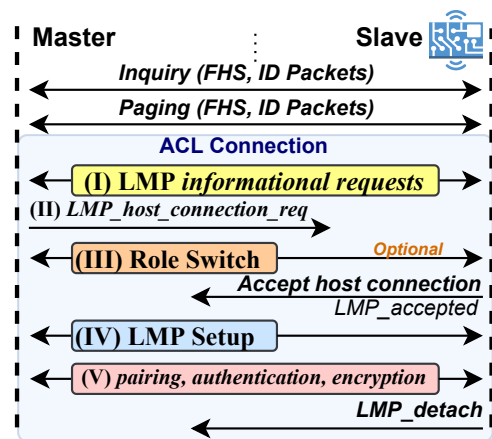 Master Slave
Inquiry (FHS, ID Packets)
Paging (FHS, ID Packets)
ACL Connection
(I) LMP informational requests
(II) LMP_host_connection_req
(III) Role Switch Optional
Accept host connection
LMP_accepted
(IV) LMP Setup
(V) pairing, authentication, encryption
LMP_detach